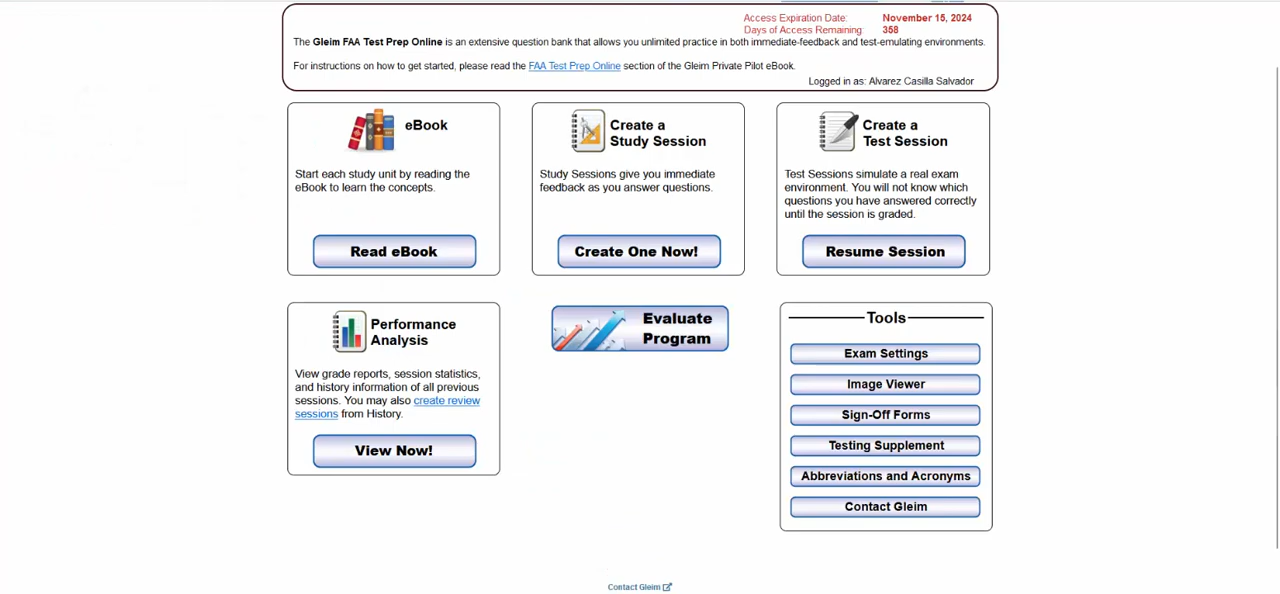 Access Expiration Date: November 15, 2024
Days of Access Remaining: 358
The Gleim FAA Test Prep Online is an extensive question bank that allows you unlimited practice in both immediate-feedback and test-emulating environments.
For instructions on how to get started, please read the FAA Test Prep Online section of the Gleim Private Pilot eBook.
Logged in as: Alvarez Casilla Salvador
eBook
Start each study unit by reading the
eBook to learn the concepts.
Read eBook
Create a
Study Session
Study Sessions give you immediate
feedback as you answer questions.
Create One Now!
Create a
Test Session
Test Sessions simulate a real exam
environment. You will not know which
questions you have answered correctly
until the session is graded.
Resume Session
Performance
Analysis
View grade reports, session statistics,
and history information of all previous
sessions. You may also create review
sessions from History.
View Now!
Evaluate
Program
Tools
Exam Settings
Image Viewer
Sign-Off Forms
Testing Supplement
Abbreviations and Acronyms
Contact Gleim
Contact Gleim